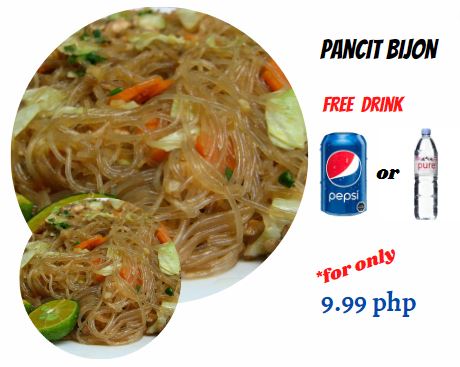 PANCIT BIJON
FREE DRINK
pepsi
or
pure
*for only
9.99 php